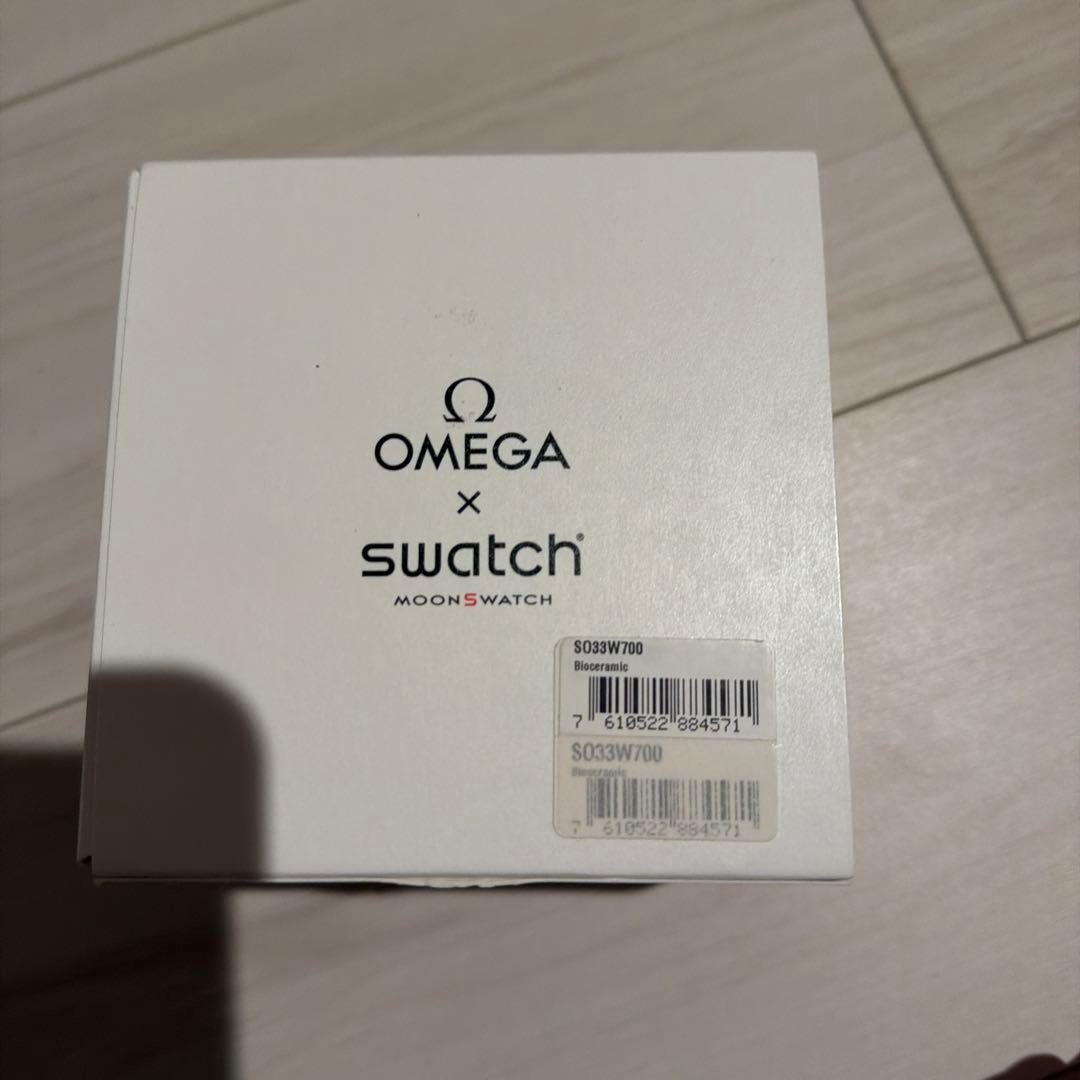 Ω
OMEGA
×
swatch®
MOONSWATCH
SO33W700
Bioceramic
7 610522 884571
SO33W700
Bioceramic
7 610522 884571